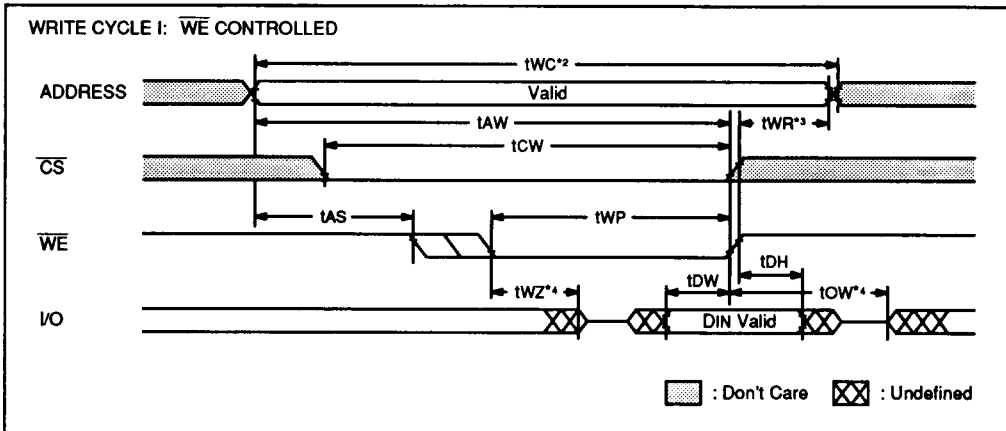 WRITE CYCLE I: WE CONTROLLED
tWC*2
ADDRESS
Valid
tAW
tWR*3
tCW
CS
tAS
tWP
WE
tDH
tDW
tWZ*4
tOW*4
I/O
DIN Valid
: Don't Care
: Undefined